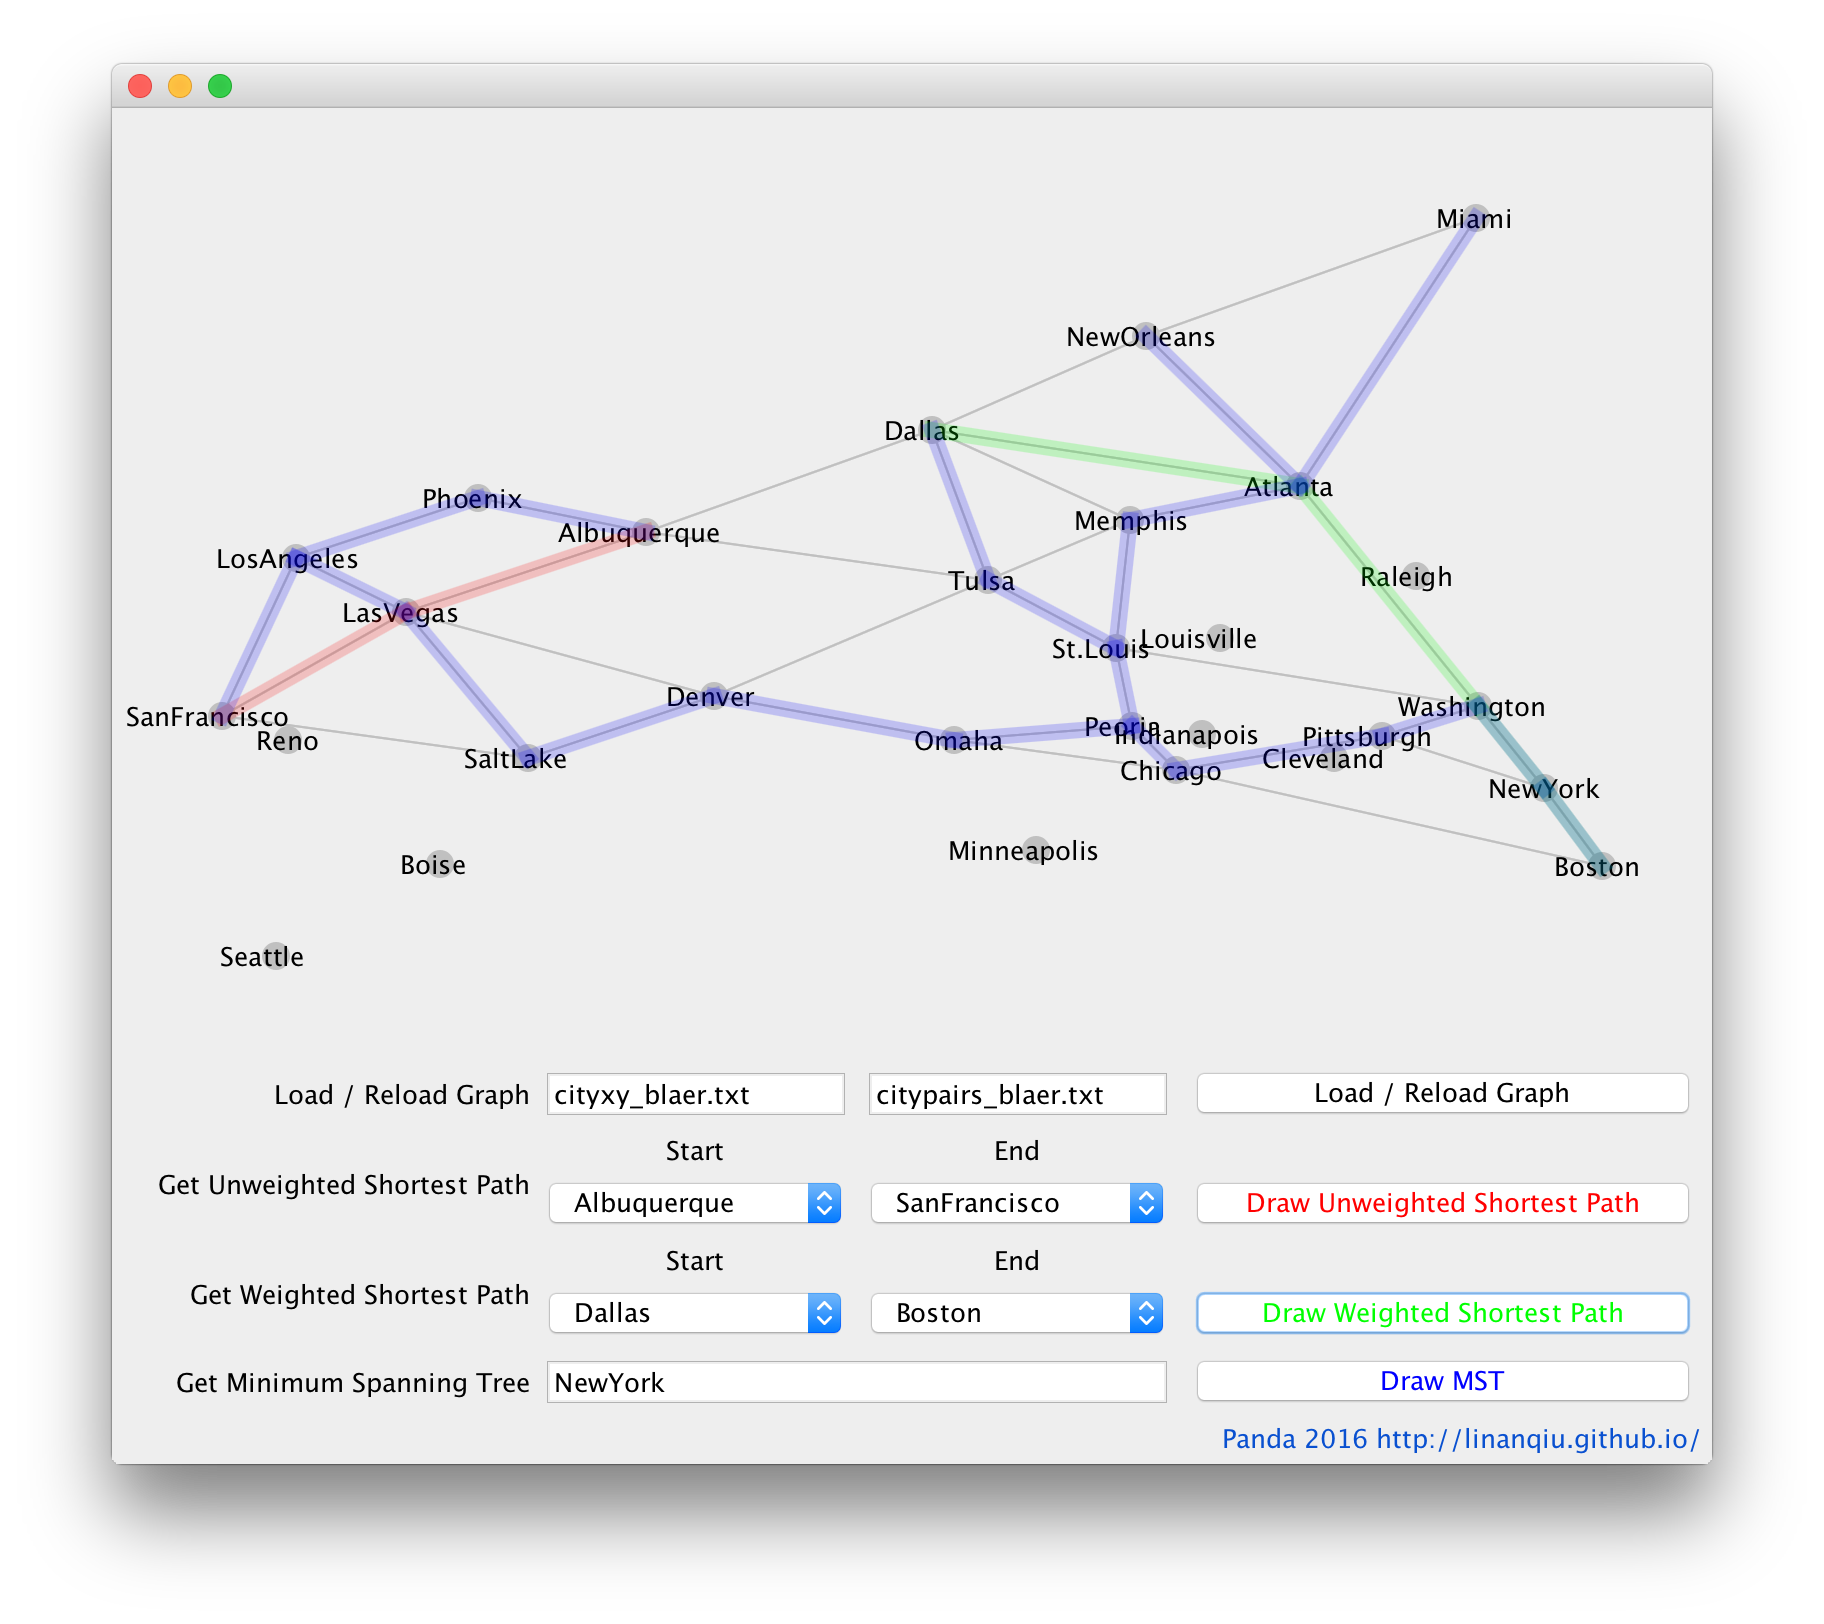 Miami
NewOrleans
Dallas
Atlanta
Phoenix
Memphis
Albuquerque
LosAngeles
Raleigh
Tulsa
LasVegas
Louisville
St.Louis
Denver
Washington
SanFrancisco
Peoria
Indianapois
Pittsburgh
Reno
Omaha
SaltLake
Cleveland
Chicago
NewYork
Minneapolis
Boise
Boston
Seattle
Load / Reload Graph cityxy_blaer.txt citypairs_blaer.txt Load / Reload Graph
Start End
Get Unweighted Shortest Path Albuquerque SanFrancisco Draw Unweighted Shortest Path
Start End
Get Weighted Shortest Path Dallas Boston Draw Weighted Shortest Path
Get Minimum Spanning Tree NewYork Draw MST
Panda 2016 http://linanqiu.github.io/